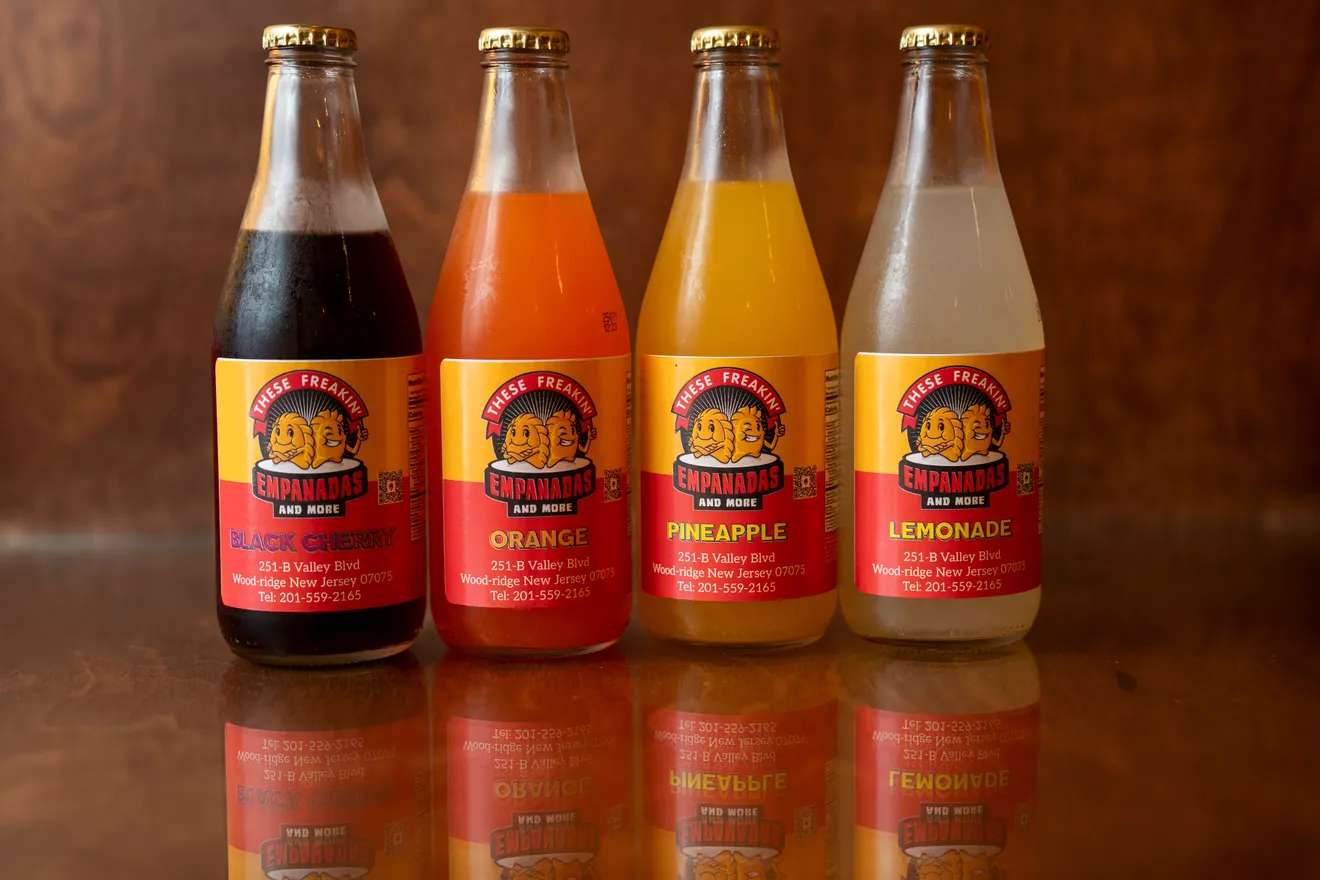 THESE FREAKIN'
EMPANADAS
AND MORE
BLACK CHERRY
251-B Valley Blvd
Wood-ridge New Jersey 07075
Tel: 201-559-2165
THESE FREAKIN'
EMPANADAS
AND MORE
ORANGE
251-B Valley Blvd
Wood-ridge New Jersey 07075
Tel: 201-559-2165
THESE FREAKIN'
EMPANADAS
AND MORE
PINEAPPLE
251-B Valley Blvd
Wood-ridge New Jersey 07075
Tel: 201-559-2165
THESE FREAKIN'
EMPANADAS
AND MORE
LEMONADE
251-B Valley Blvd
Wood-ridge New Jersey 07075
Tel: 201-559-2165